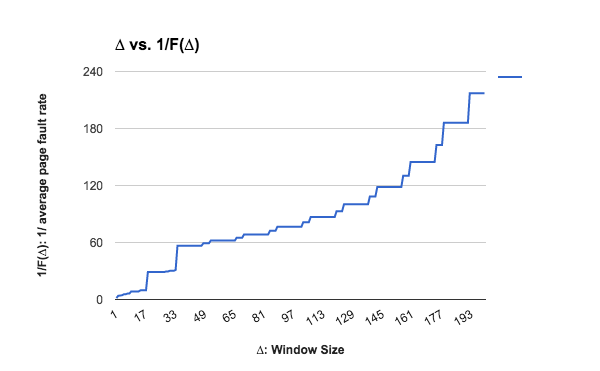 Δ vs. 1/F(Δ)
1/F(Δ): 1/ average page fault rate
240
180
120
60
0
1 17 33 49 65 81 97 113 129 145 161 177 193
Δ: Window Size